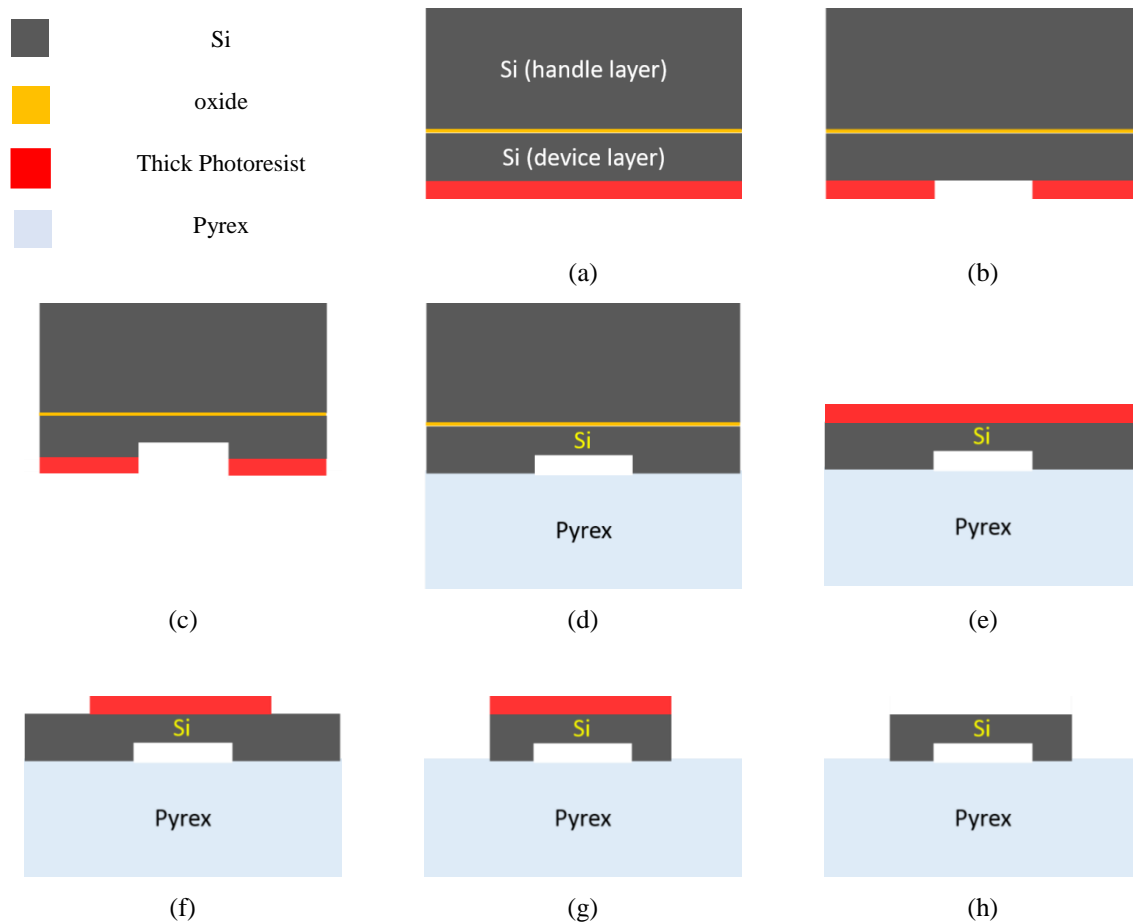 Si
oxide
Thick Photoresist
Pyrex
Si (handle layer)
Si (device layer)
(a)
(b)
(c)
Si
Pyrex
(d)
Si
Pyrex
(e)
Si
Pyrex
(f)
Si
Pyrex
(g)
Si
Pyrex
(h)